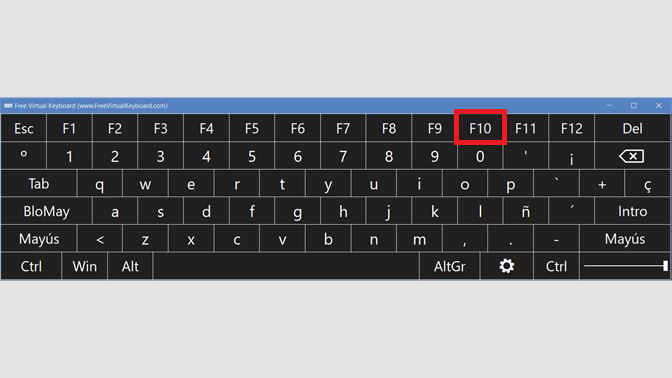 Free Virtual Keyboard (www.FreeVirtualKeyboard.com)
Esc F1 F2 F3 F4 F5 F6 F7 F8 F9 F10 F11 F12 Del
º 1 2 3 4 5 6 7 8 9 0 ' ¡
Tab q w e r t y u i o p ` + ç
BloMay a s d f g h j k l ñ ´ Intro
Mayús < z x c v b n m , . - Mayús
Ctrl Win Alt AltGr Ctrl